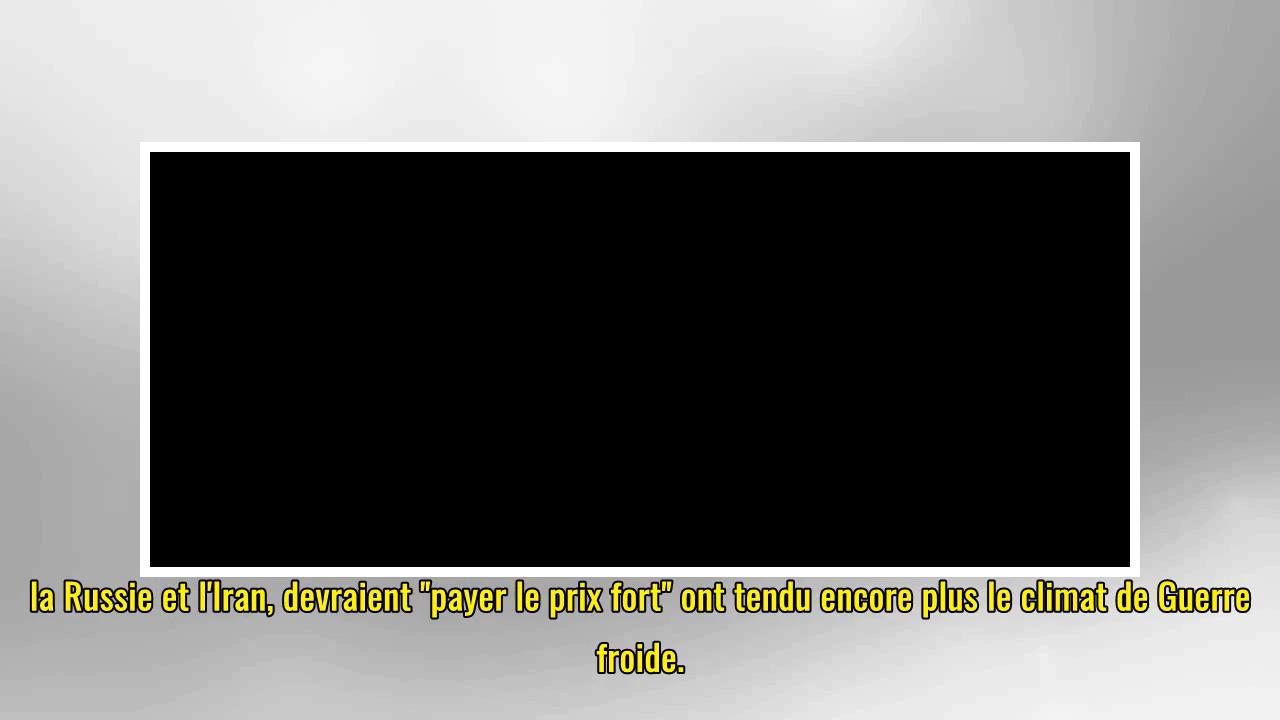 la Russie et l'Iran, devraient "payer le prix fort" ont tendu encore plus le climat de Guerre
froide.